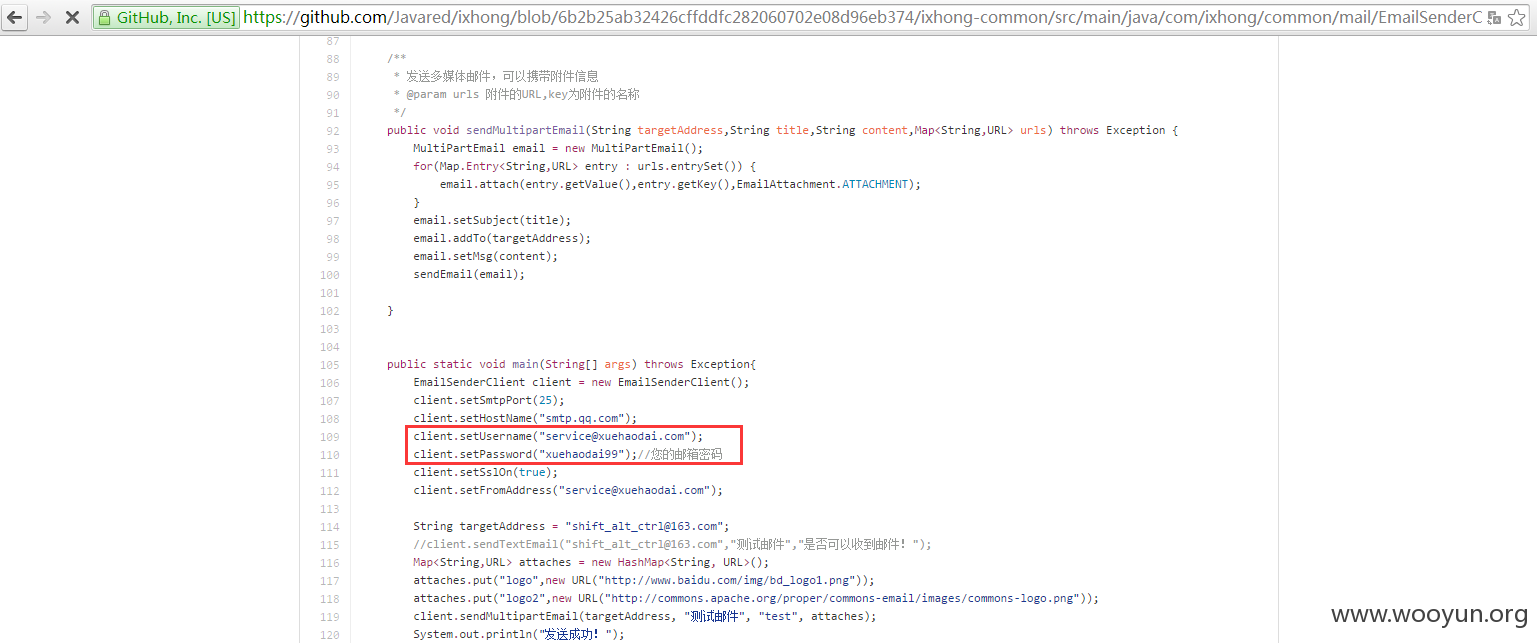 GitHub, Inc. [US] https://github.com/Javared/ixhong/blob/6b2b25ab32426cffddfc282060702e08d96eb374/ixhong-common/src/main/java/com/ixhong/common/mail/EmailSenderC
87
88 /**
89 * 发送多媒体邮件，可以携带附件信息
90 * @param urls 附件的URL,key为附件的名称
91 */
92 public void sendMultipartEmail(String targetAddress,String title,String content,Map<String,URL> urls) throws Exception {
93 MultiPartEmail email = new MultiPartEmail();
94 for(Map.Entry<String,URL> entry : urls.entrySet()) {
95 email.attach(entry.getValue(),entry.getKey(),EmailAttachment.ATTACHMENT);
96 }
97 email.setSubject(title);
98 email.addTo(targetAddress);
99 email.setMsg(content);
100 sendEmail(email);
101
102 }
103
104
105 public static void main(String[] args) throws Exception{
106 EmailSenderClient client = new EmailSenderClient();
107 client.setSmtpPort(25);
108 client.setHostName("smtp.qq.com");
109 client.setUsername("service@xuehaodai.com");
110 client.setPassword("xuehaodai99");//您的邮箱密码
111 client.setSslOn(true);
112 client.setFromAddress("service@xuehaodai.com");
113
114 String targetAddress = "shift_alt_ctrl@163.com";
115 //client.sendTextEmail("shift_alt_ctrl@163.com","测试邮件","是否可以收到邮件！");
116 Map<String,URL> attaches = new HashMap<String, URL>();
117 attaches.put("logo",new URL("http://www.baidu.com/img/bd_logo1.png"));
118 attaches.put("logo2",new URL("http://commons.apache.org/proper/commons-email/images/commons-logo.png"));
119 client.sendMultipartEmail(targetAddress, "测试邮件", "test", attaches);
120 System.out.println("发送成功！");
www.wooyun.org